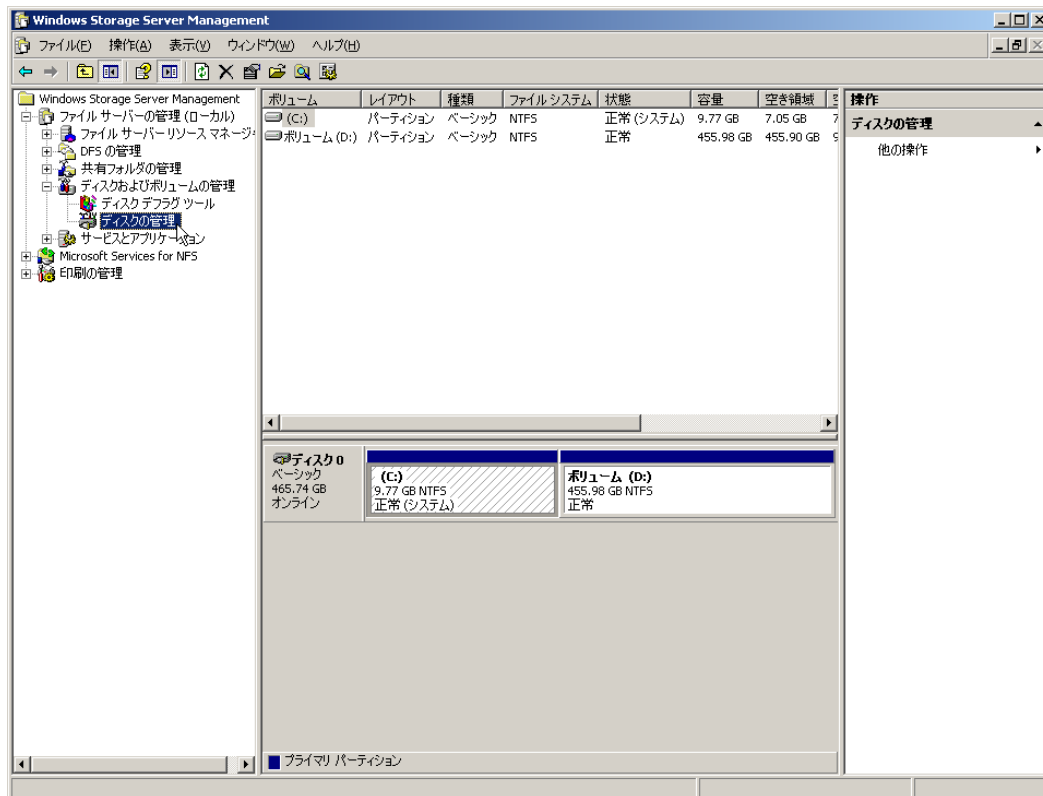 Windows Storage Server Management
ファイル(F) 操作(A) 表示(V) ウィンドウ(W) ヘルプ(H)
Windows Storage Server Management
ファイル サーバーの管理 (ローカル)
ファイル サーバー リソース マネージ
DFS の管理
共有フォルダの管理
ディスクおよびボリュームの管理
ディスク デフラグ ツール
ディスクの管理
サービスとアプリケーション
Microsoft Services for NFS
印刷の管理
ボリューム レイアウト 種類 ファイル システム 状態 容量 空き領域
(C:) パーティション ベーシック NTFS 正常 (システム) 9.77 GB 7.05 GB 7
ボリューム (D:) パーティション ベーシック NTFS 正常 455.98 GB 455.90 GB 9
ディスク 0
ベーシック
465.74 GB
オンライン
(C:)
9.77 GB NTFS
正常 (システム)
ボリューム (D:)
455.98 GB NTFS
正常
プライマリ パーティション
操作
ディスクの管理
他の操作